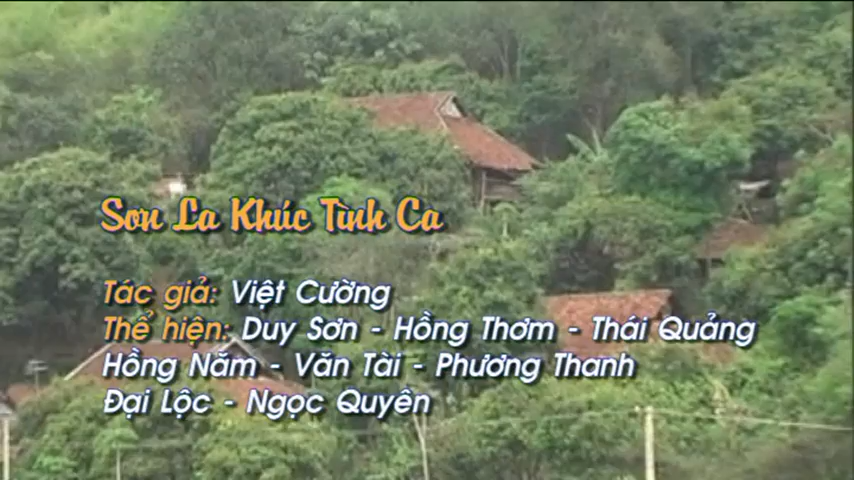 Sơn La Khúc Tình Ca
Tác giả: Việt Cường
Thể hiện: Duy Sơn - Hồng Thơm - Thái Quảng
Hồng Năm - Văn Tài - Phương Thanh
Đại Lộc - Ngọc Quyên